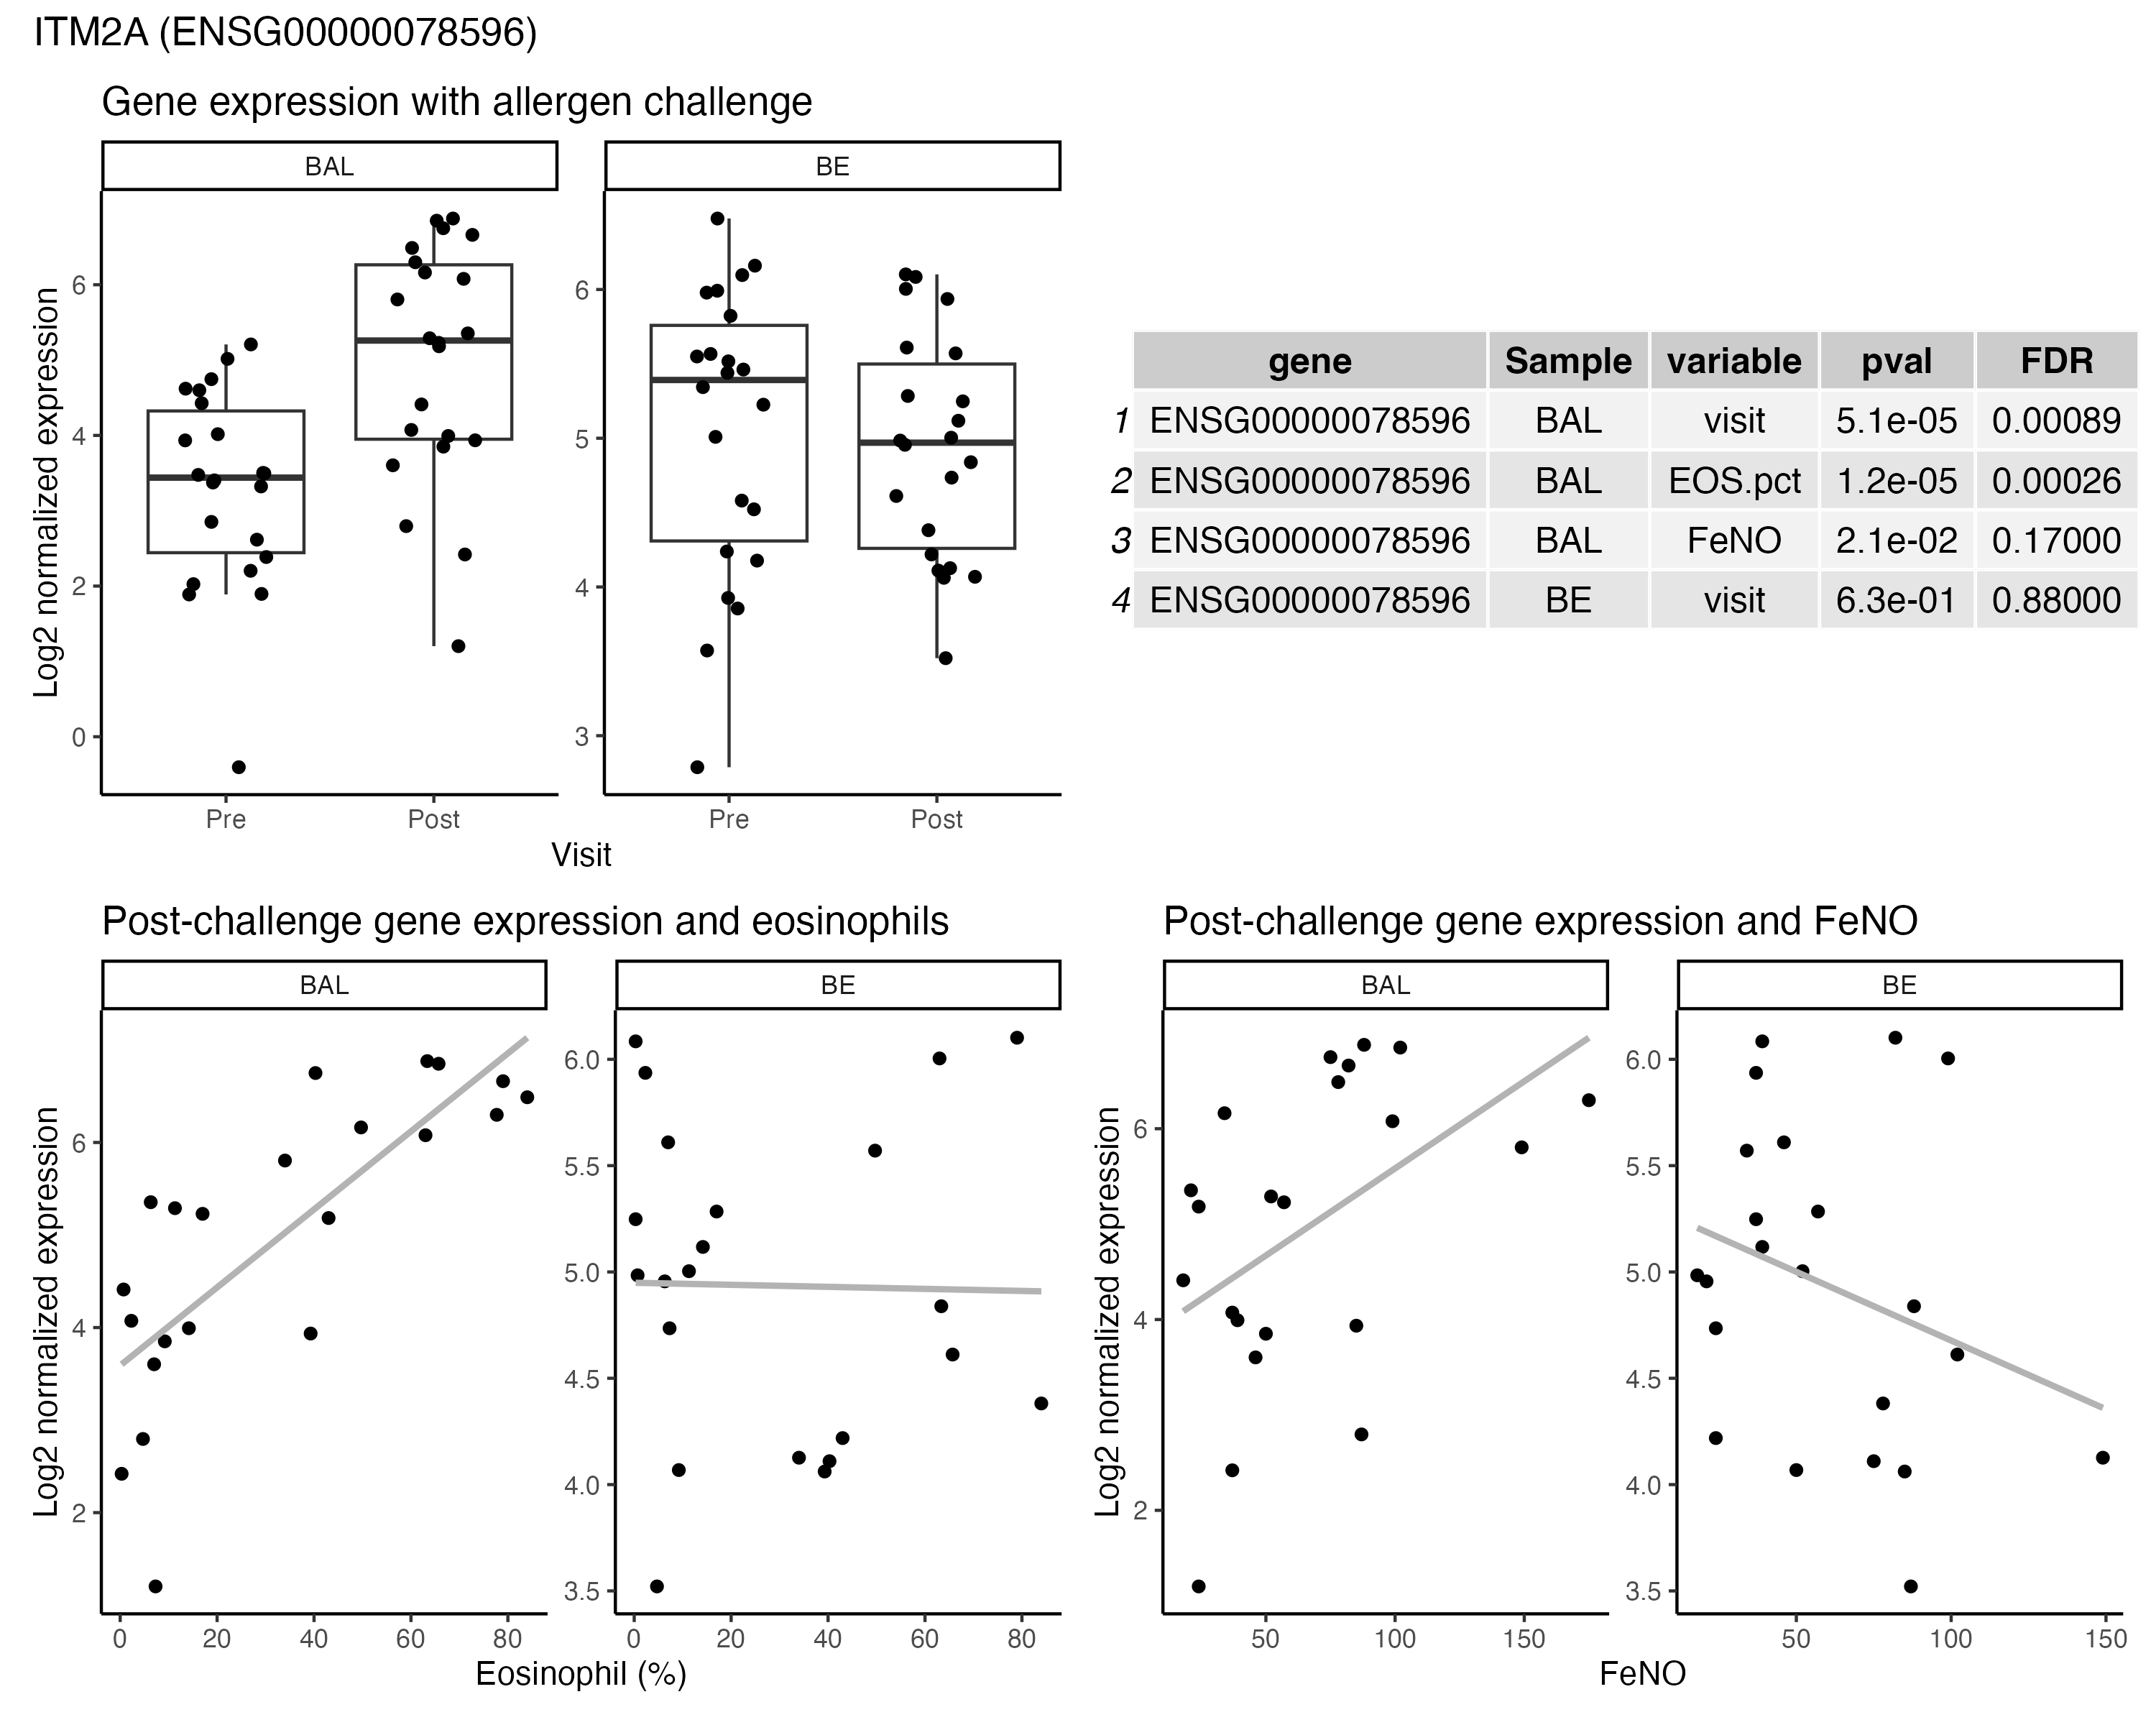 ITM2A (ENSG00000078596)
Gene expression with allergen challenge
BAL
BE
Log2 normalized expression
6
4
2
0
6
5
4
3
Pre
Post
Pre
Post
Visit
gene Sample variable pval FDR
1 ENSG00000078596 BAL visit 5.1e-05 0.00089
2 ENSG00000078596 BAL EOS.pct 1.2e-05 0.00026
3 ENSG00000078596 BAL FeNO 2.1e-02 0.17000
4 ENSG00000078596 BE visit 6.3e-01 0.88000
Post-challenge gene expression and eosinophils
BAL
BE
Log2 normalized expression
6
4
2
6.0
5.5
5.0
4.5
4.0
3.5
0 20 40 60 80
0 20 40 60 80
Eosinophil (%)
Post-challenge gene expression and FeNO
BAL
BE
Log2 normalized expression
6
4
2
6.0
5.5
5.0
4.5
4.0
3.5
50 100 150
50 100 150
FeNO